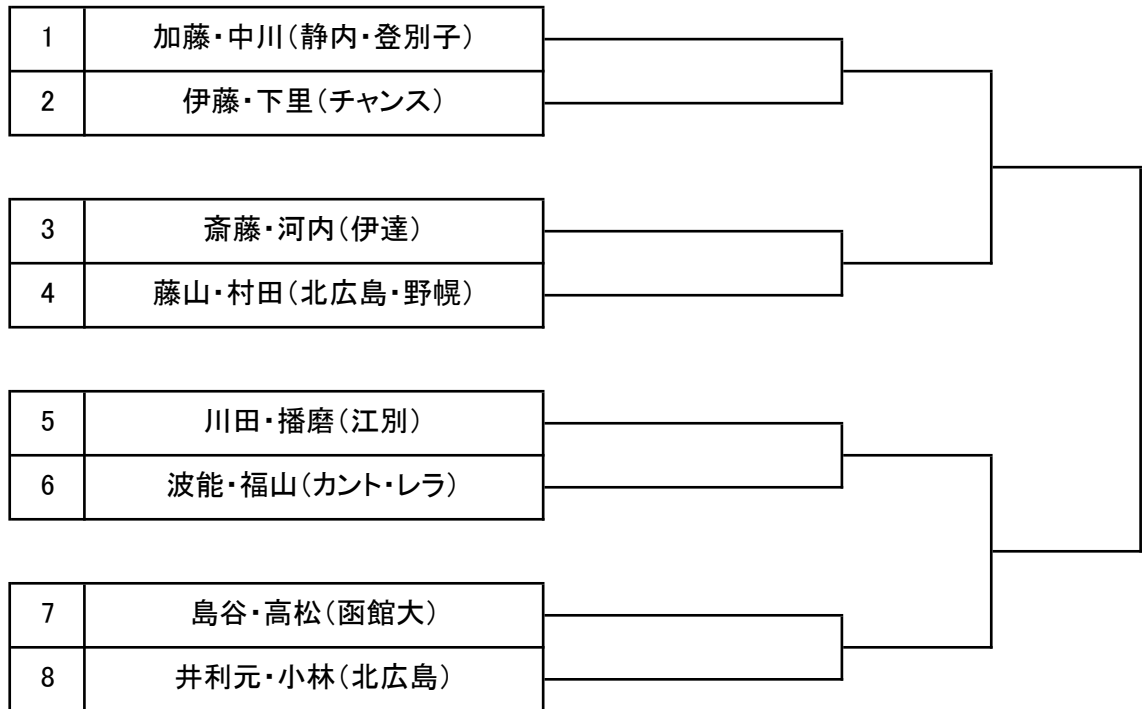 1 加藤・中川(静内・登別子)
2 伊藤・下里(チャンス)
3 斎藤・河内(伊達)
4 藤山・村田(北広島・野幌)
5 川田・播磨(江別)
6 波能・福山(カント・レラ)
7 島谷・高松(函館大)
8 井利元・小林(北広島)